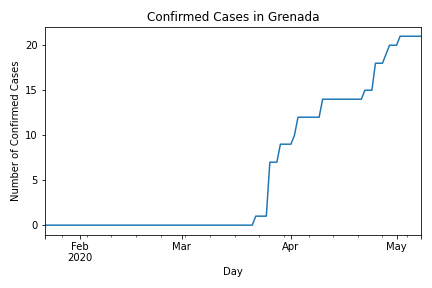 Confirmed Cases in Grenada
Number of Confirmed Cases
20
15
10
5
0
Feb
2020
Mar
Apr
May
Day